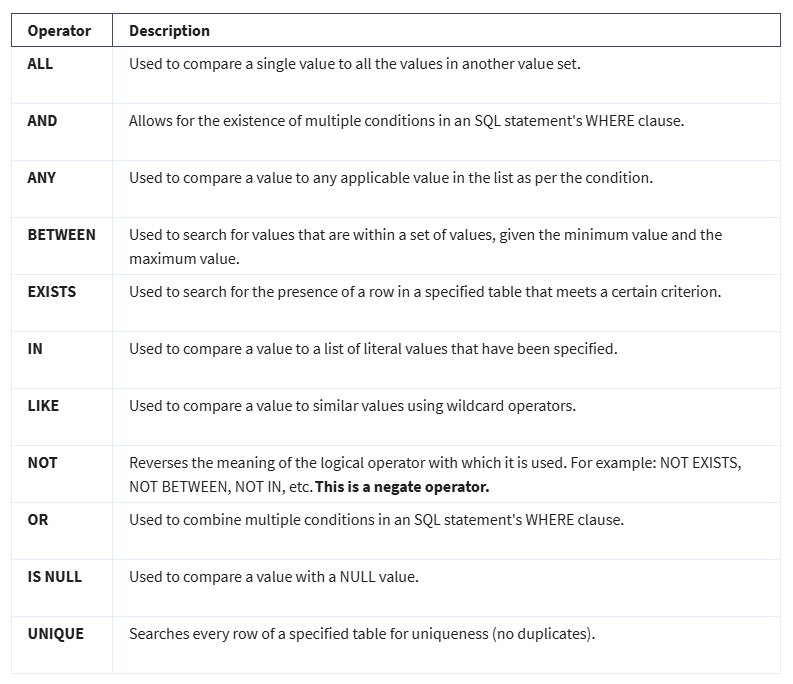 Operator Description
ALL Used to compare a single value to all the values in another value set.
AND Allows for the existence of multiple conditions in an SQL statement's WHERE clause.
ANY Used to compare a value to any applicable value in the list as per the condition.
BETWEEN Used to search for values that are within a set of values, given the minimum value and the
maximum value.
EXISTS Used to search for the presence of a row in a specified table that meets a certain criterion.
IN Used to compare a value to a list of literal values that have been specified.
LIKE Used to compare a value to similar values using wildcard operators.
NOT Reverses the meaning of the logical operator with which it is used. For example: NOT EXISTS,
NOT BETWEEN, NOT IN, etc. This is a negate operator.
OR Used to combine multiple conditions in an SQL statement's WHERE clause.
IS NULL Used to compare a value with a NULL value.
UNIQUE Searches every row of a specified table for uniqueness (no duplicates).